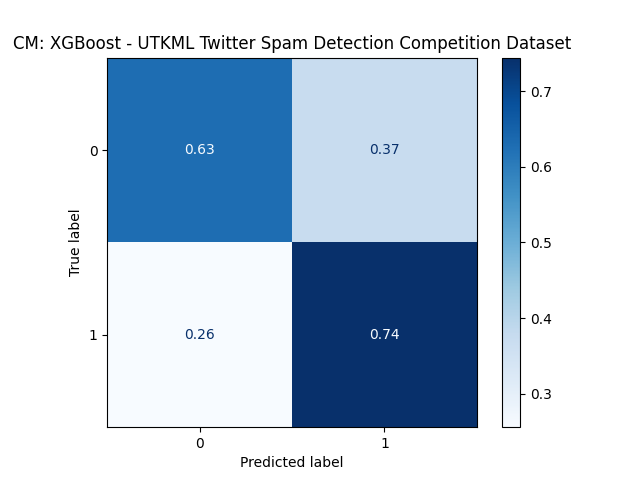 CM: XGBoost - UTKML Twitter Spam Detection Competition Dataset
0.7
0 0.63 0.37
0.6
True label
0.5
0.4
1 0.26 0.74
0.3
0 1
Predicted label